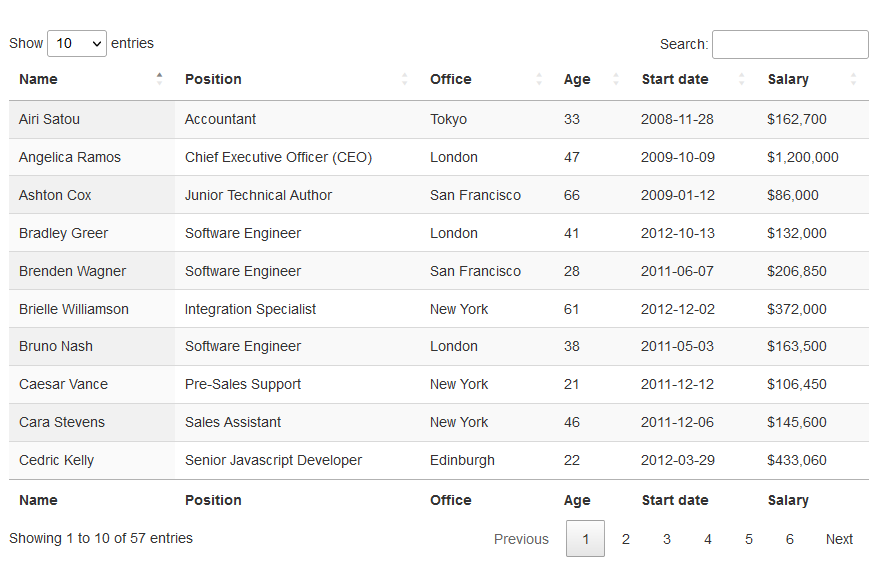 Show 10 entries Search:
Name Position Office Age Start date Salary
Airi Satou Accountant Tokyo 33 2008-11-28 $162,700
Angelica Ramos Chief Executive Officer (CEO) London 47 2009-10-09 $1,200,000
Ashton Cox Junior Technical Author San Francisco 66 2009-01-12 $86,000
Bradley Greer Software Engineer London 41 2012-10-13 $132,000
Brenden Wagner Software Engineer San Francisco 28 2011-06-07 $206,850
Brielle Williamson Integration Specialist New York 61 2012-12-02 $372,000
Bruno Nash Software Engineer London 38 2011-05-03 $163,500
Caesar Vance Pre-Sales Support New York 21 2011-12-12 $106,450
Cara Stevens Sales Assistant New York 46 2011-12-06 $145,600
Cedric Kelly Senior Javascript Developer Edinburgh 22 2012-03-29 $433,060
Name Position Office Age Start date Salary
Showing 1 to 10 of 57 entries Previous 1 2 3 4 5 6 Next